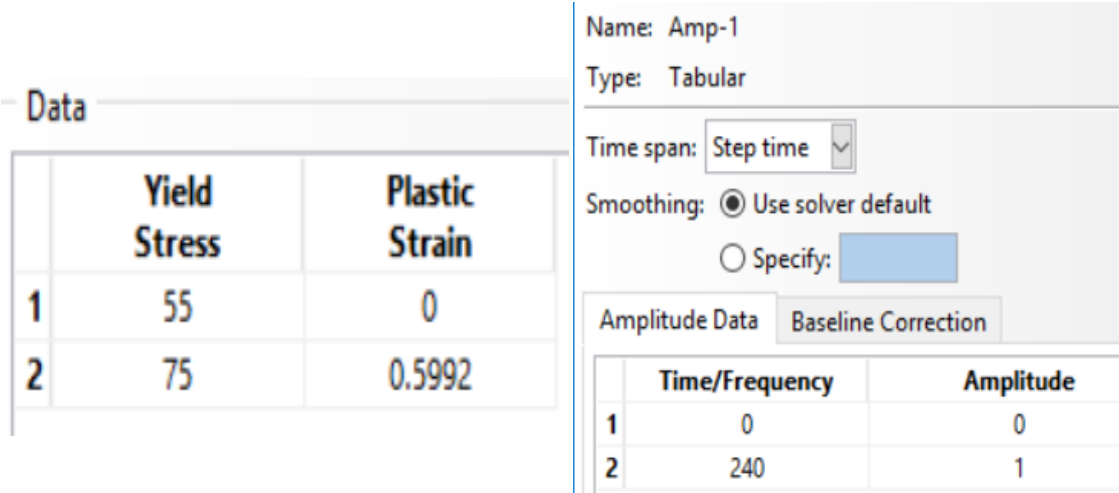 Data
Yield Stress Plastic Strain
1 55 0
2 75 0.5992
Name: Amp-1
Type: Tabular
Time span: Step time
Smoothing: Use solver default
Specify:
Amplitude Data Baseline Correction
Time/Frequency Amplitude
1 0 0
2 240 1